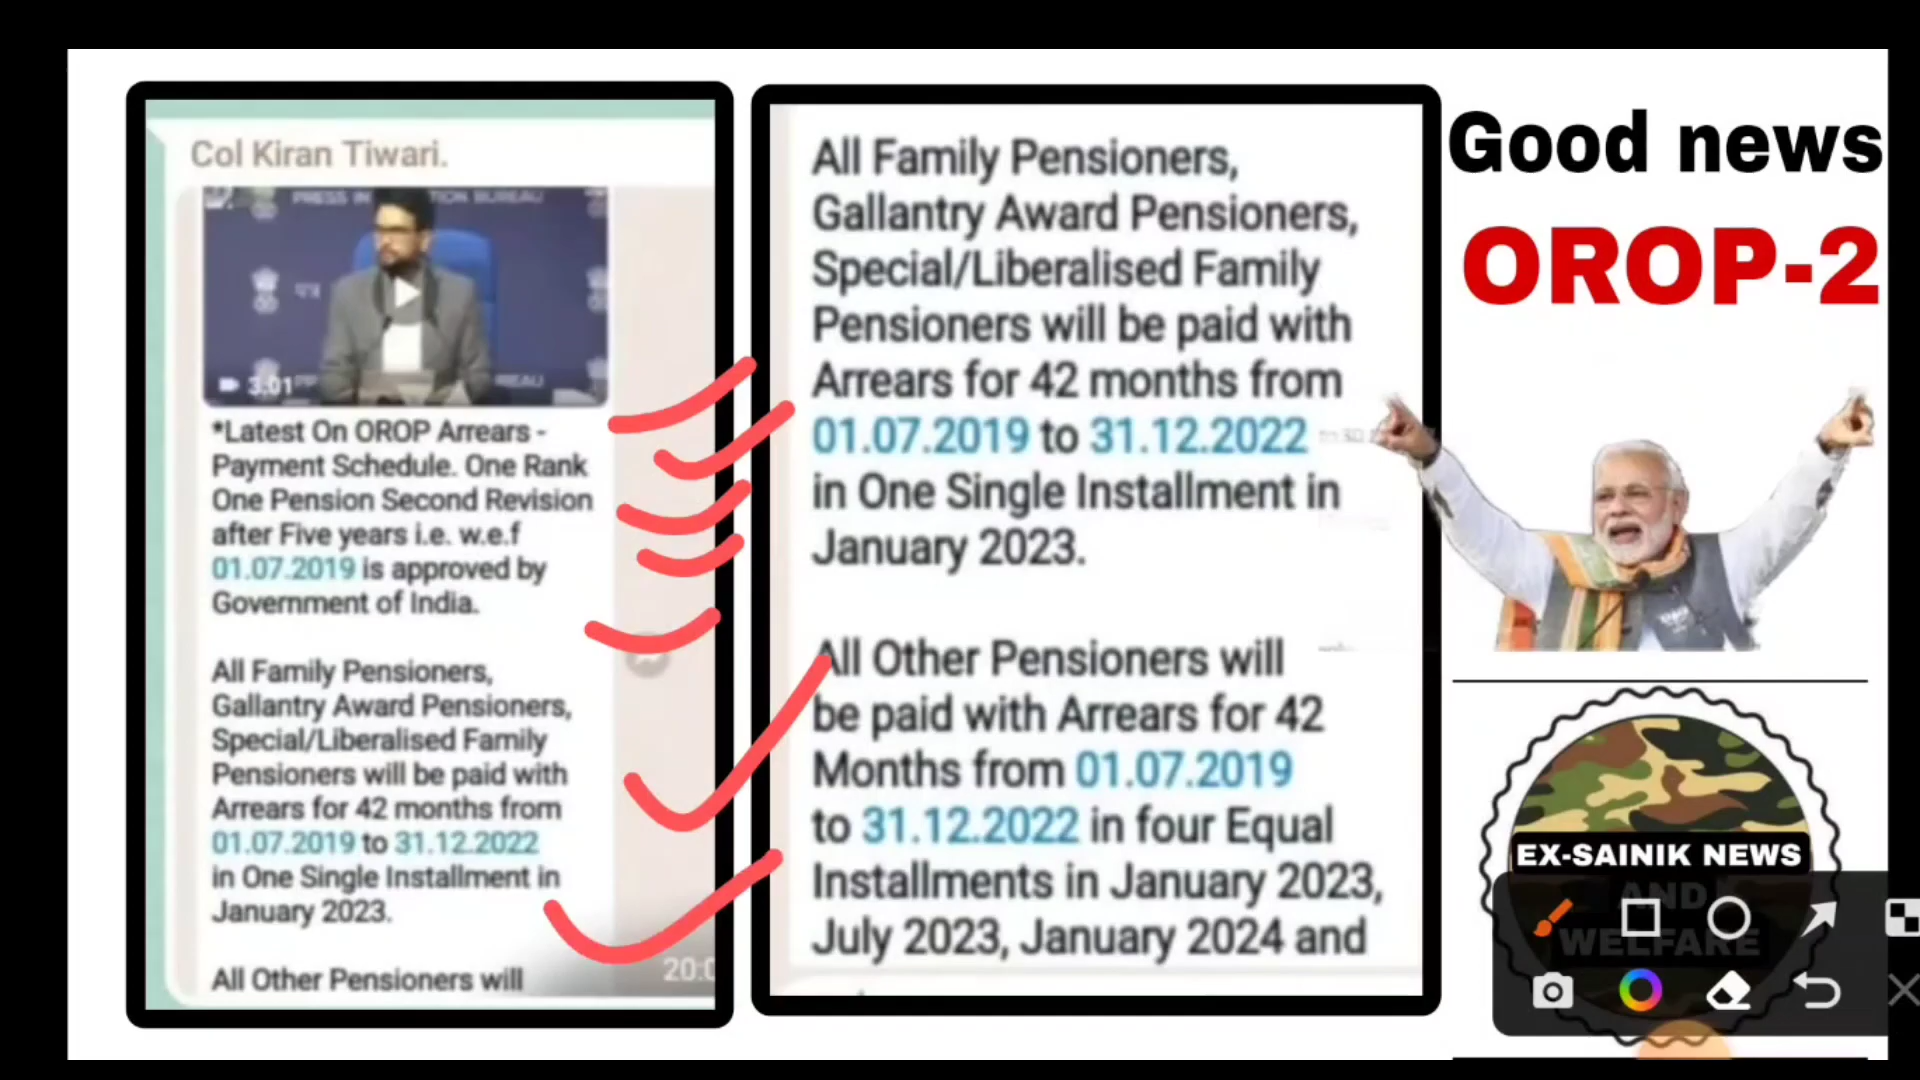 Col Kiran Tiwari.
3:01
*Latest On OROP Arrears -
Payment Schedule. One Rank
One Pension Second Revision
after Five years i.e. w.e.f
01.07.2019 is approved by
Government of India.
All Family Pensioners,
Gallantry Award Pensioners,
Special/Liberalised Family
Pensioners will be paid with
Arrears for 42 months from
01.07.2019 to 31.12.2022
in One Single Installment in
January 2023.
All Other Pensioners will
All Family Pensioners,
Gallantry Award Pensioners,
Special/Liberalised Family
Pensioners will be paid with
Arrears for 42 months from
01.07.2019 to 31.12.2022
in One Single Installment in
January 2023.
All Other Pensioners will
be paid with Arrears for 42
Months from 01.07.2019
to 31.12.2022 in four Equal
Installments in January 2023,
July 2023, January 2024 and
Good news
OROP-2
EX-SAINIK NEWS
AND
WELFARE